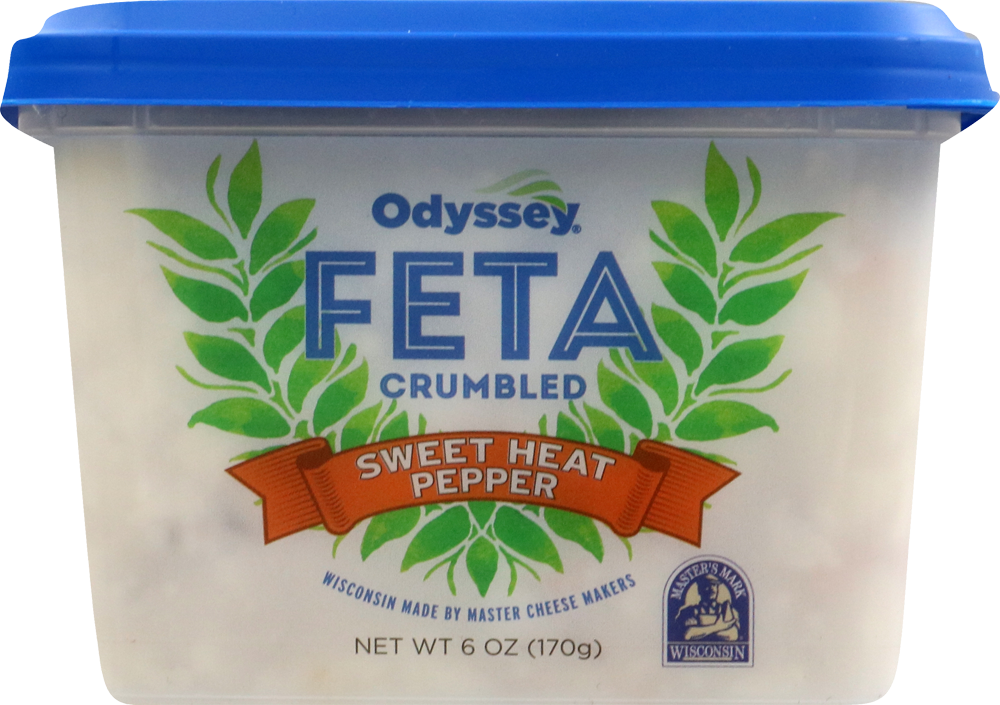 Odyssey®
FETA
CRUMBLED
SWEET HEAT
PEPPER
WISCONSIN MADE BY MASTER CHEESE MAKERS
NET WT 6 OZ (170g)
MASTER'S MARK
WISCONSIN